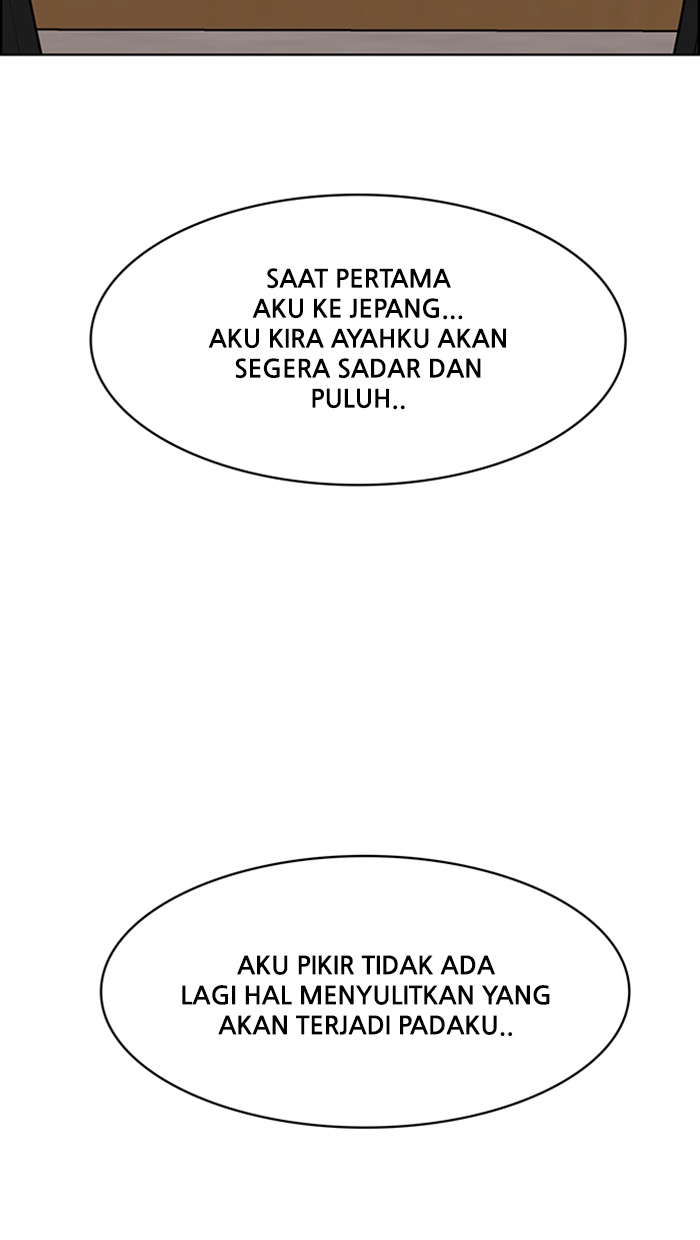 SAAT PERTAMA
AKU KE JEPANG...
AKU KIRA AYAHKU AKAN
SEGERA SADAR DAN
PULUH..
AKU PIKIR TIDAK ADA
LAGI HAL MENYULITKAN YANG
AKAN TERJADI PADAKU..